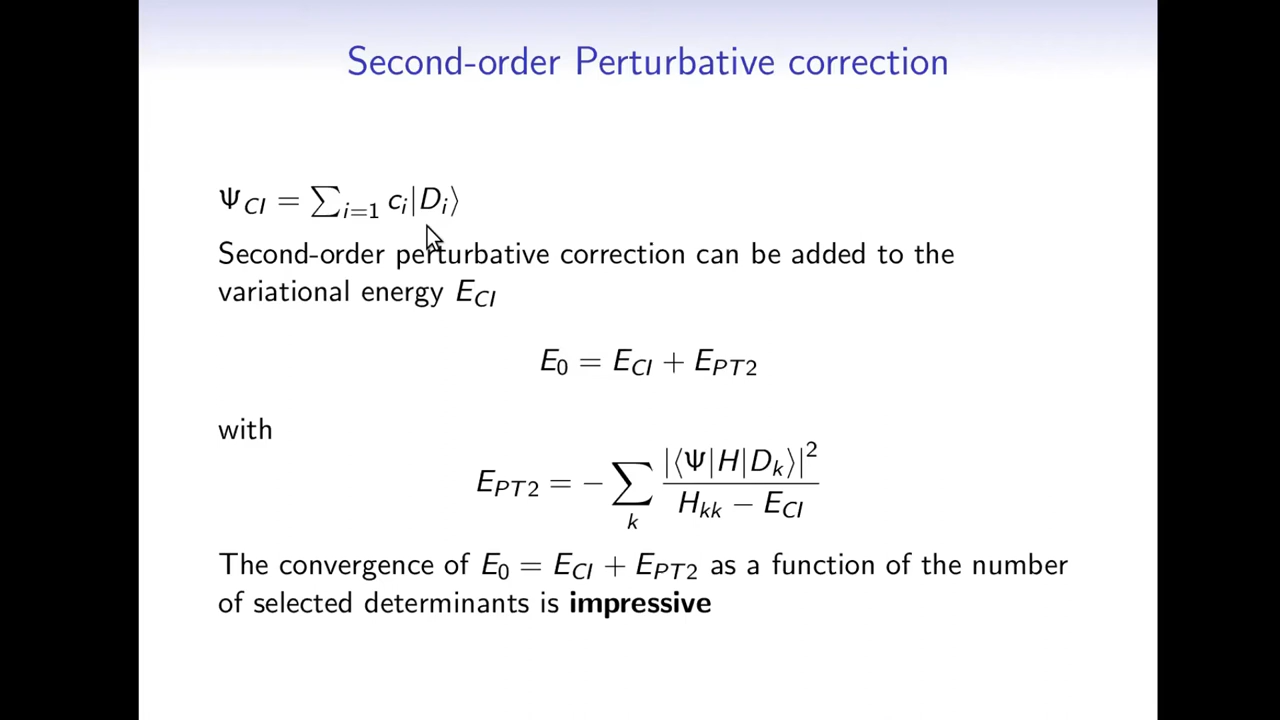 Second-order Perturbative correction
Ψ_CI = ∑_{i=1} c_i|D_i⟩
Second-order perturbative correction can be added to the
variational energy E_CI
E_0 = E_CI + E_PT2
with
E_PT2 = − ∑_k |⟨Ψ|H|D_k⟩|² / (H_kk − E_CI)
The convergence of E_0 = E_CI + E_PT2 as a function of the number
of selected determinants is impressive